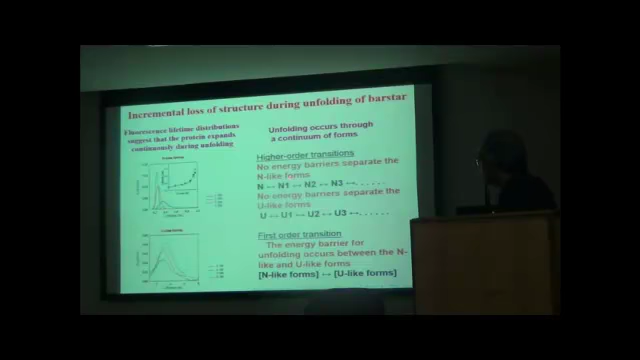 Incremental loss of structure during unfolding of barstar
Fluorescence lifetime distributions
suggest that the protein expands
continuously during unfolding
Unfolding occurs through
a continuum of forms
Higher-order transitions
No energy barriers separate the
N-like forms
N ↔ N1 ↔ N2 ↔ N3 ↔. . . . . .
No energy barriers separate the
U-like forms
U ↔ U1 ↔ U2 ↔ U3 ↔. . . . . .
First order transition
The energy barrier for
unfolding occurs between the N-
like and U-like forms
[N-like forms] ↔ [U-like forms]